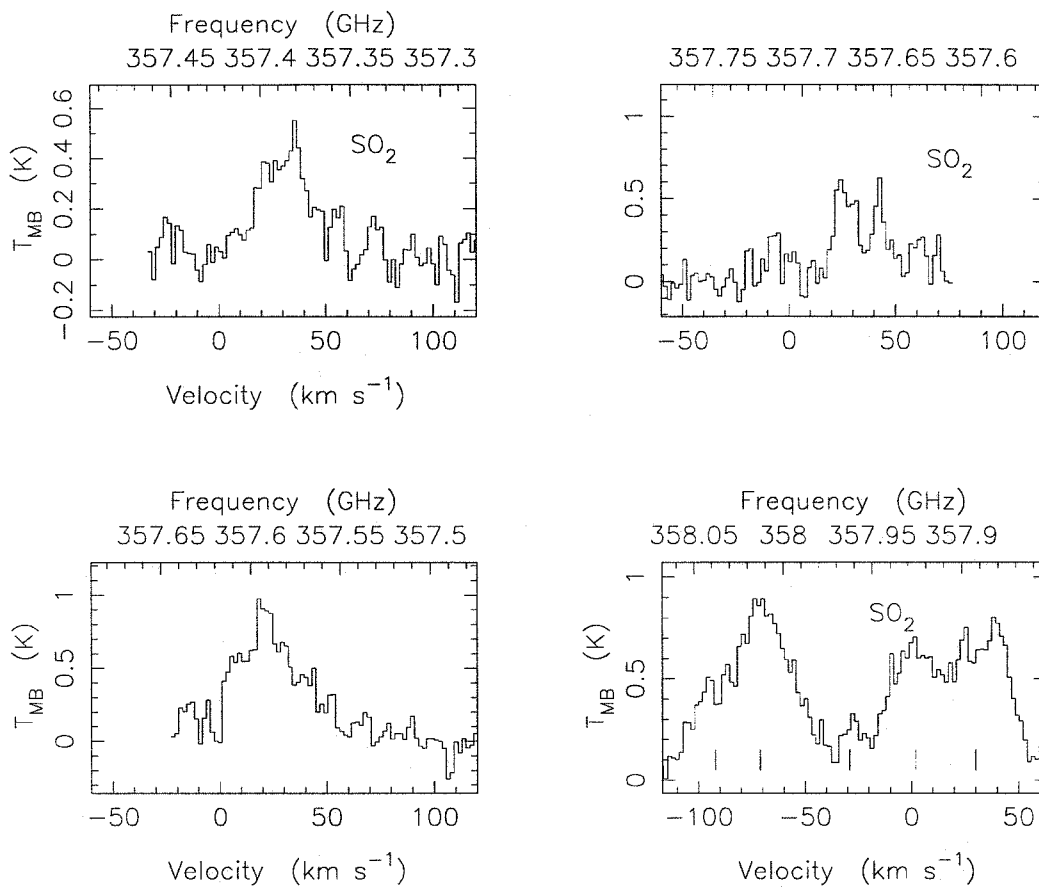 Frequency (GHz)
357.45 357.4 357.35 357.3
T_MB (K)
−0.2 0 0.2 0.4 0.6
SO₂
−50 0 50 100
Velocity (km s⁻¹)
357.75 357.7 357.65 357.6
0 0.5 1
SO₂
−50 0 50 100
Frequency (GHz)
357.65 357.6 357.55 357.5
T_MB (K)
0 0.5 1
−50 0 50 100
Velocity (km s⁻¹)
Frequency (GHz)
358.05 358 357.95 357.9
T_MB (K)
0 0.5 1
SO₂
−100 −50 0 50
Velocity (km s⁻¹)